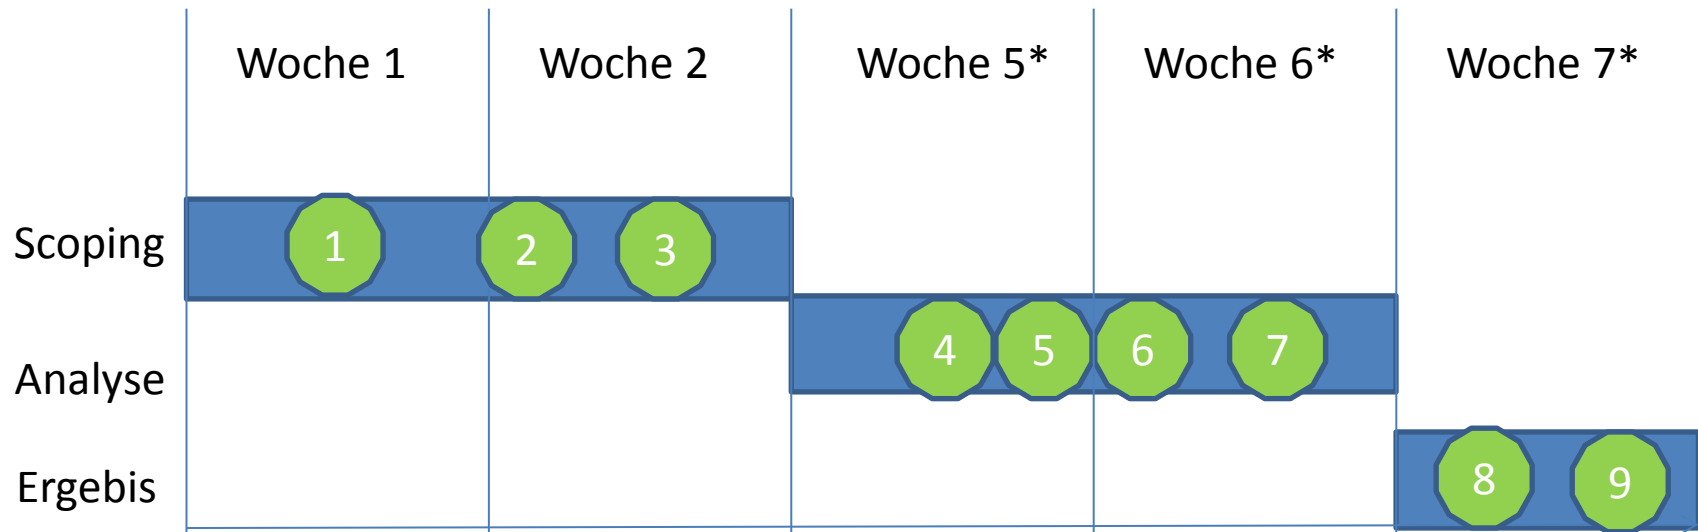 Woche 1 Woche 2 Woche 5* Woche 6* Woche 7*
Scoping 1 2 3
Analyse 4 5 6 7
Ergebis 8 9